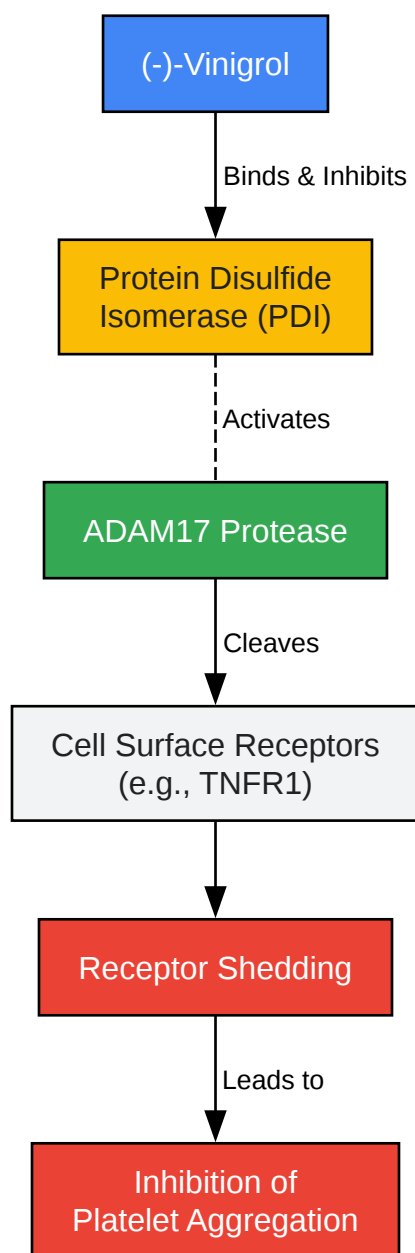 (-)-Vinigrol
Binds & Inhibits
Protein Disulfide
Isomerase (PDI)
Activates
ADAM17 Protease
Cleaves
Cell Surface Receptors
(e.g., TNFR1)
Receptor Shedding
Leads to
Inhibition of
Platelet Aggregation